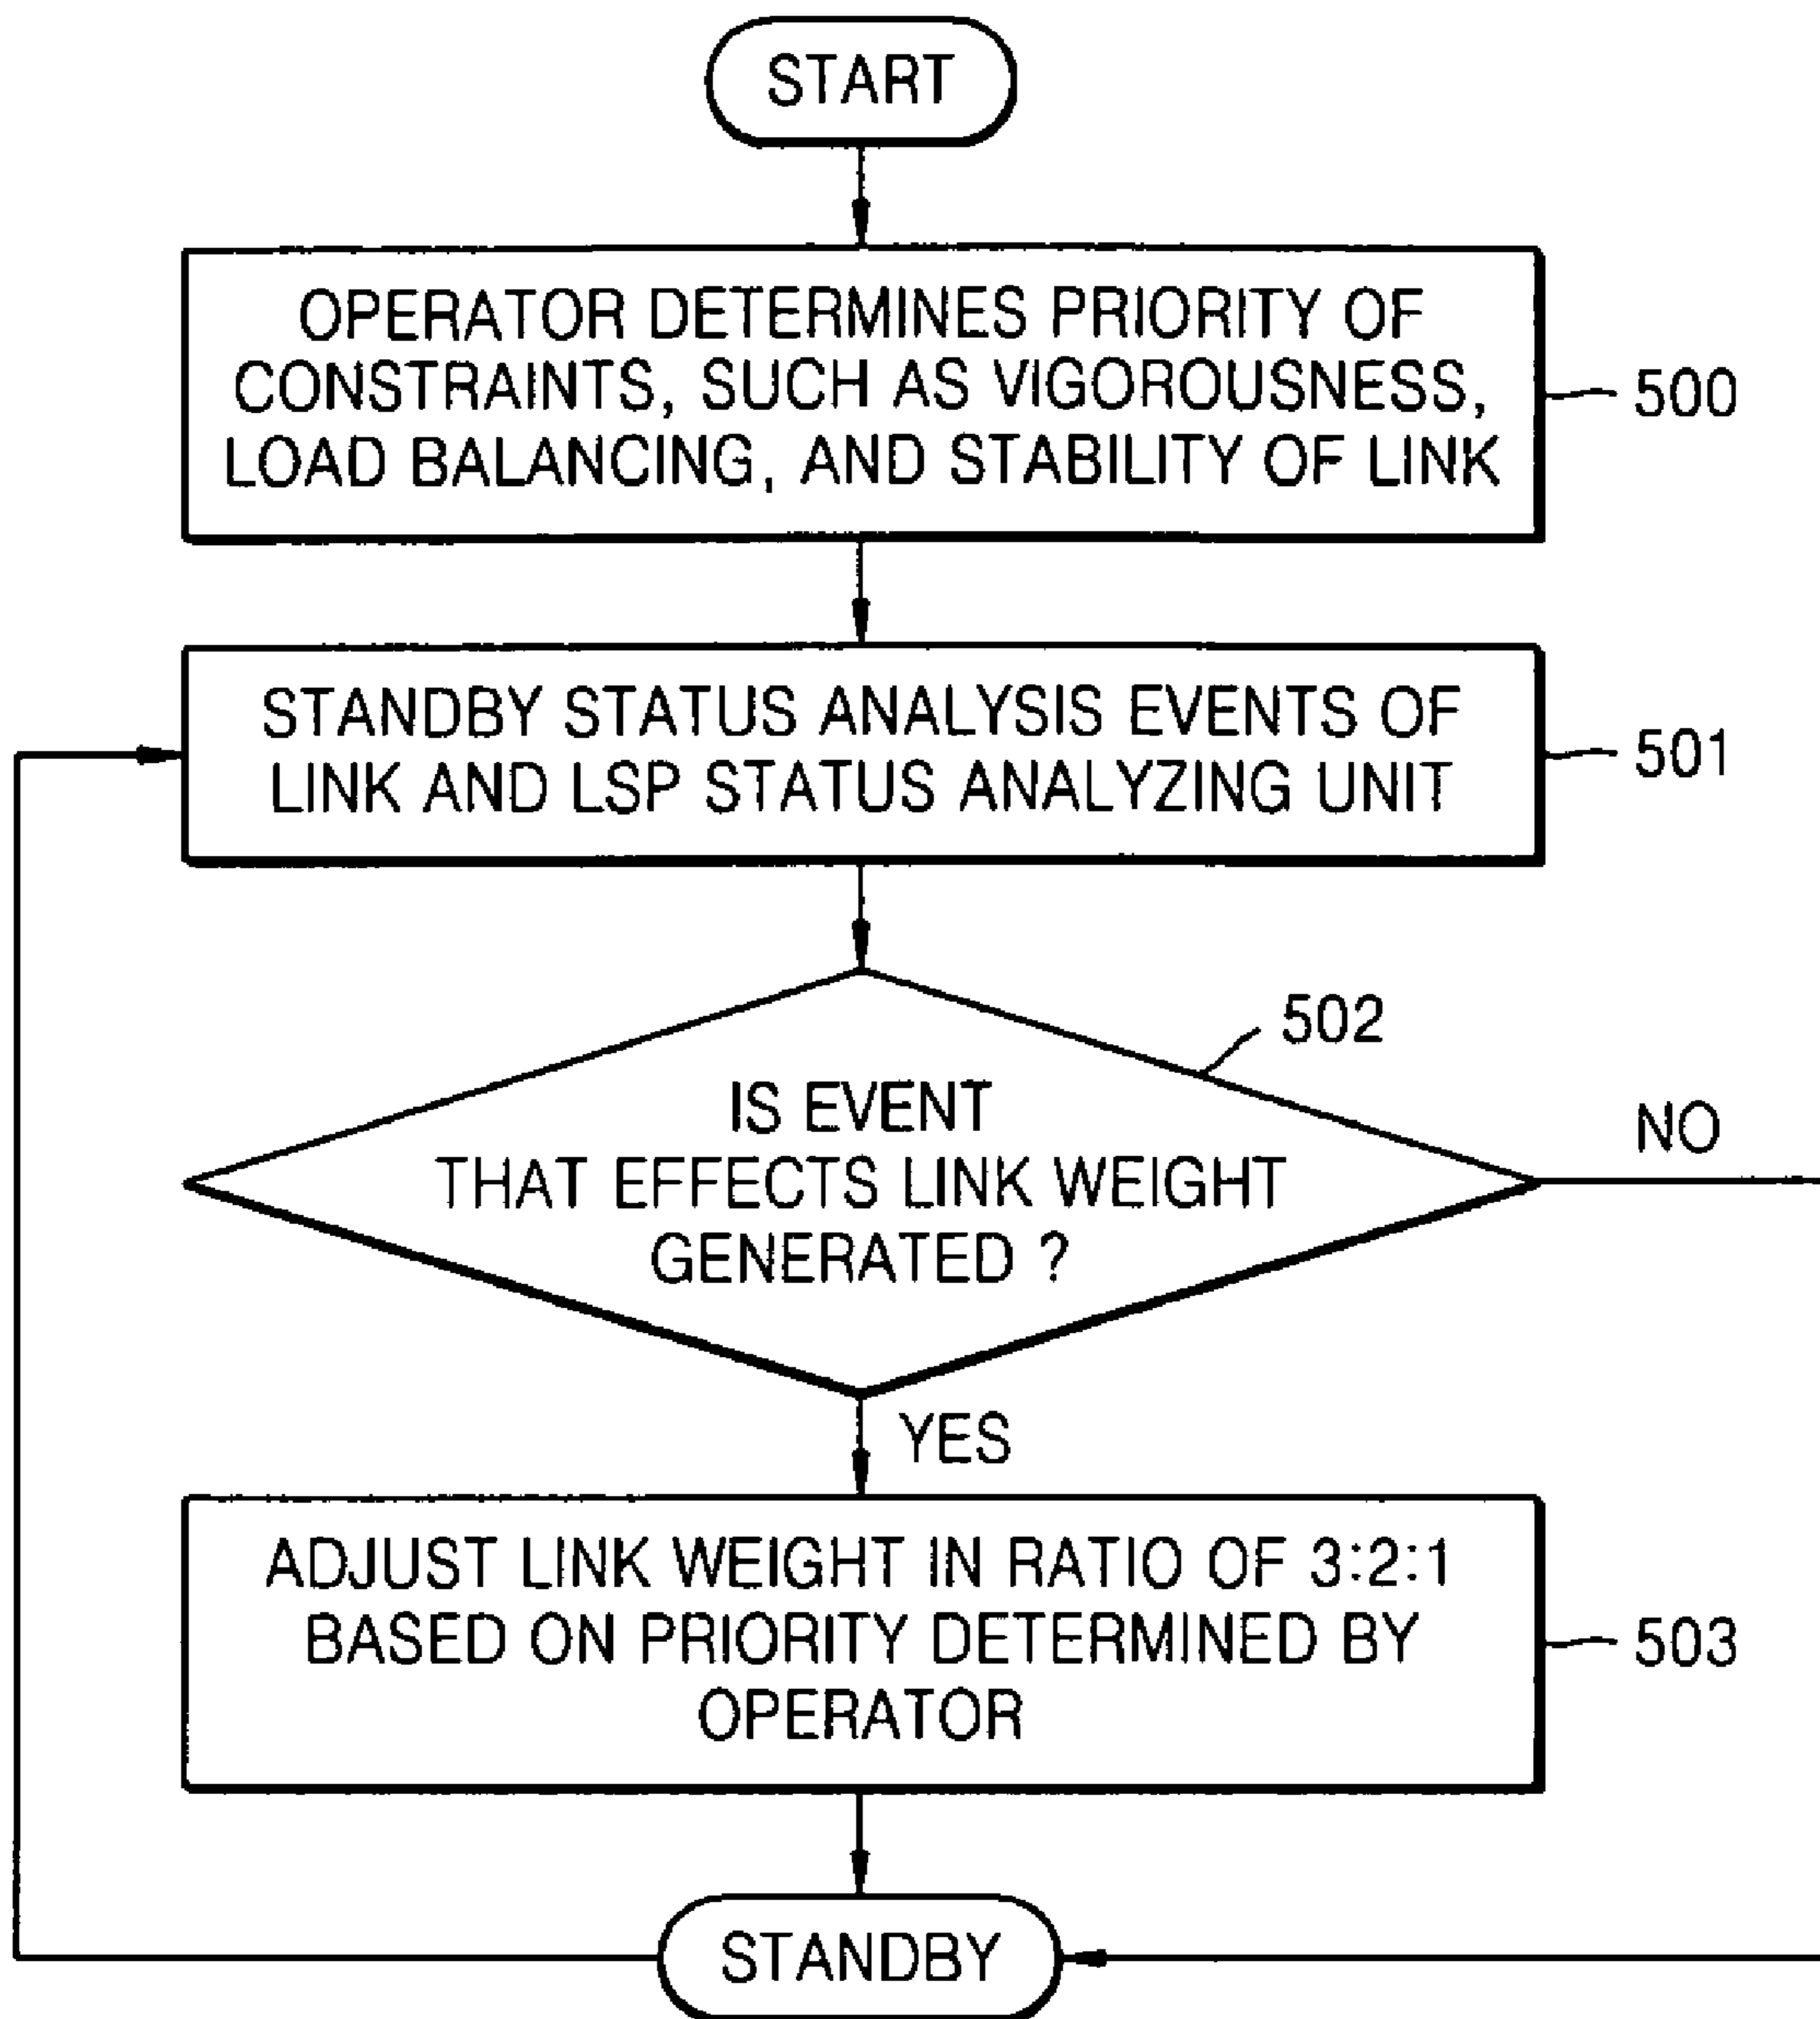 START
OPERATOR DETERMINES PRIORITY OF
CONSTRAINTS, SUCH AS VIGOROUSNESS,
LOAD BALANCING, AND STABILITY OF LINK
500
STANDBY STATUS ANALYSIS EVENTS OF
LINK AND LSP STATUS ANALYZING UNIT
501
502
IS EVENT
THAT EFFECTS LINK WEIGHT
GENERATED ?
NO
YES
ADJUST LINK WEIGHT IN RATIO OF 3:2:1
BASED ON PRIORITY DETERMINED BY
OPERATOR
503
STANDBY